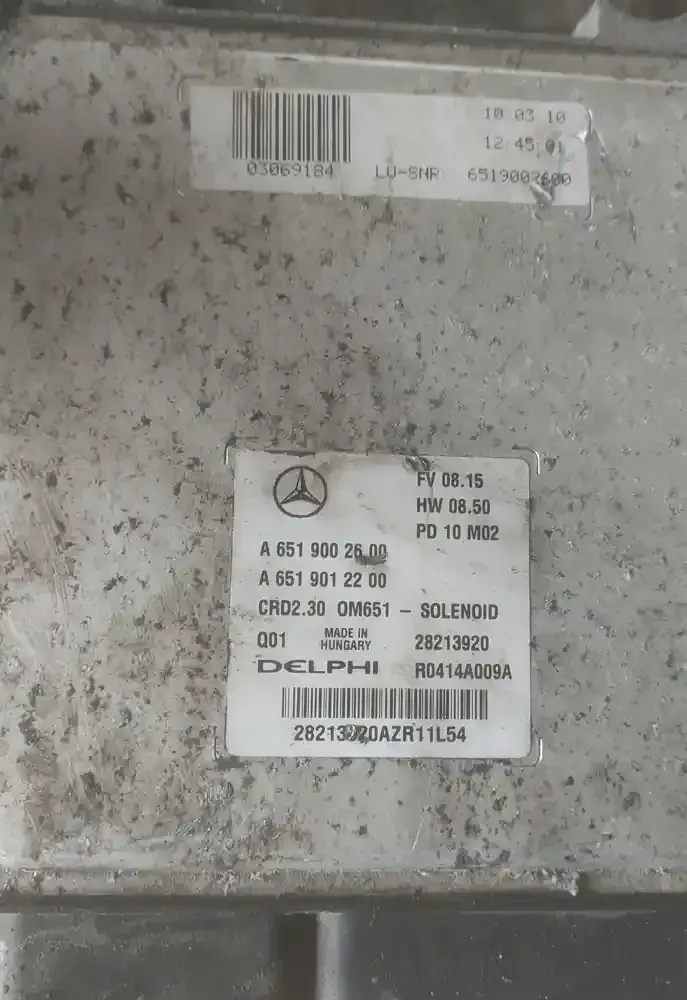 10 03 10
12 45 01
03069184 LU-SNR 6519002600
FV 08.15
HW 08.50
PD 10 M02
A 651 900 26 00
A 651 901 22 00
CRD2.30 OM651 - SOLENOID
Q01 MADE IN HUNGARY 28213920
DELPHI R0414A009A
28213920AZR11L54